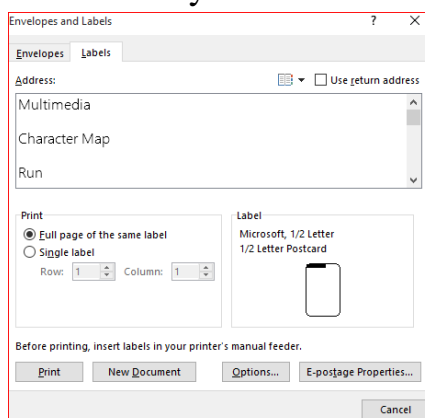 Envelopes and Labels ? ×
Envelopes Labels
Address: Use return address
Multimedia
Character Map
Run
Print
Full page of the same label
Single label
Row: 1 Column: 1
Label
Microsoft, 1/2 Letter
1/2 Letter Postcard
Before printing, insert labels in your printer's manual feeder.
Print New Document Options... E-postage Properties...
Cancel